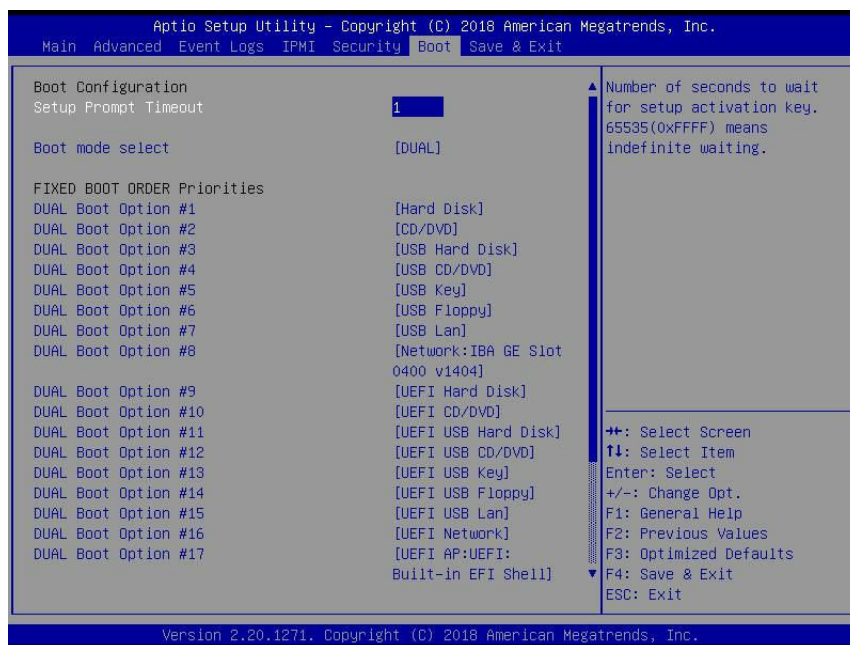 Aptio Setup Utility – Copyright (C) 2018 American Megatrends, Inc.
Main Advanced Event Logs IPMI Security Boot Save & Exit
Boot Configuration
Setup Prompt Timeout 1
Boot mode select [DUAL]
FIXED BOOT ORDER Priorities
DUAL Boot Option #1 [Hard Disk]
DUAL Boot Option #2 [CD/DVD]
DUAL Boot Option #3 [USB Hard Disk]
DUAL Boot Option #4 [USB CD/DVD]
DUAL Boot Option #5 [USB Key]
DUAL Boot Option #6 [USB Floppy]
DUAL Boot Option #7 [USB Lan]
DUAL Boot Option #8 [Network:IBA GE Slot
0400 v1404]
DUAL Boot Option #9 [UEFI Hard Disk]
DUAL Boot Option #10 [UEFI CD/DVD]
DUAL Boot Option #11 [UEFI USB Hard Disk]
DUAL Boot Option #12 [UEFI USB CD/DVD]
DUAL Boot Option #13 [UEFI USB Key]
DUAL Boot Option #14 [UEFI USB Floppy]
DUAL Boot Option #15 [UEFI USB Lan]
DUAL Boot Option #16 [UEFI Network]
DUAL Boot Option #17 [UEFI AP:UEFI:
Built-in EFI Shell]
Number of seconds to wait
for setup activation key.
65535(0xFFFF) means
indefinite waiting.
→←: Select Screen
↑↓: Select Item
Enter: Select
+/-: Change Opt.
F1: General Help
F2: Previous Values
F3: Optimized Defaults
F4: Save & Exit
ESC: Exit
Version 2.20.1271. Copyright (C) 2018 American Megatrends, Inc.